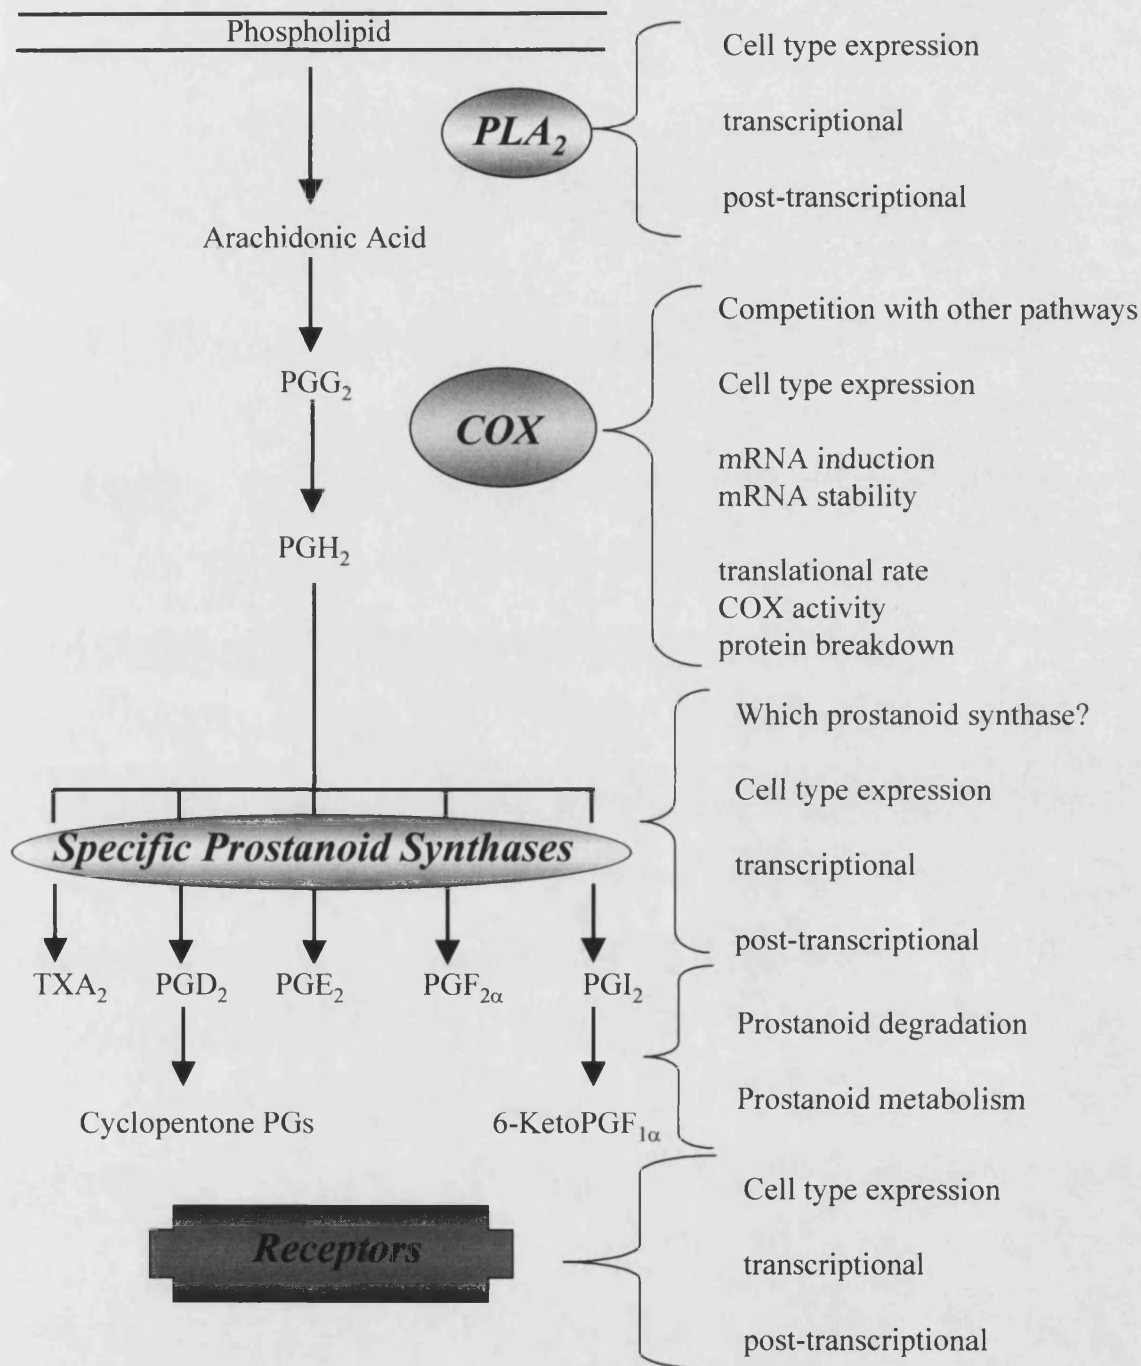 Phospholipid
PLA₂
Cell type expression
transcriptional
post-transcriptional
Arachidonic Acid
PGG₂
PGH₂
COX
Competition with other pathways
Cell type expression
mRNA induction
mRNA stability
translational rate
COX activity
protein breakdown
Specific Prostanoid Synthases
Which prostanoid synthase?
Cell type expression
transcriptional
post-transcriptional
TXA₂ PGD₂ PGE₂ PGF₂α PGI₂
Cyclopentone PGs 6-KetoPGF₁α
Prostanoid degradation
Prostanoid metabolism
Receptors
Cell type expression
transcriptional
post-transcriptional